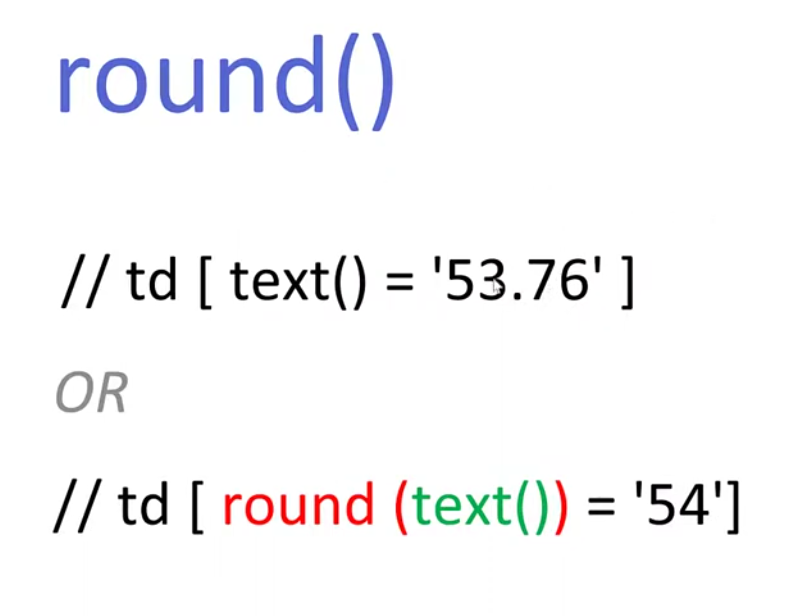 round()
// td [ text() = '53.76' ]
OR
// td [ round (text()) = '54']